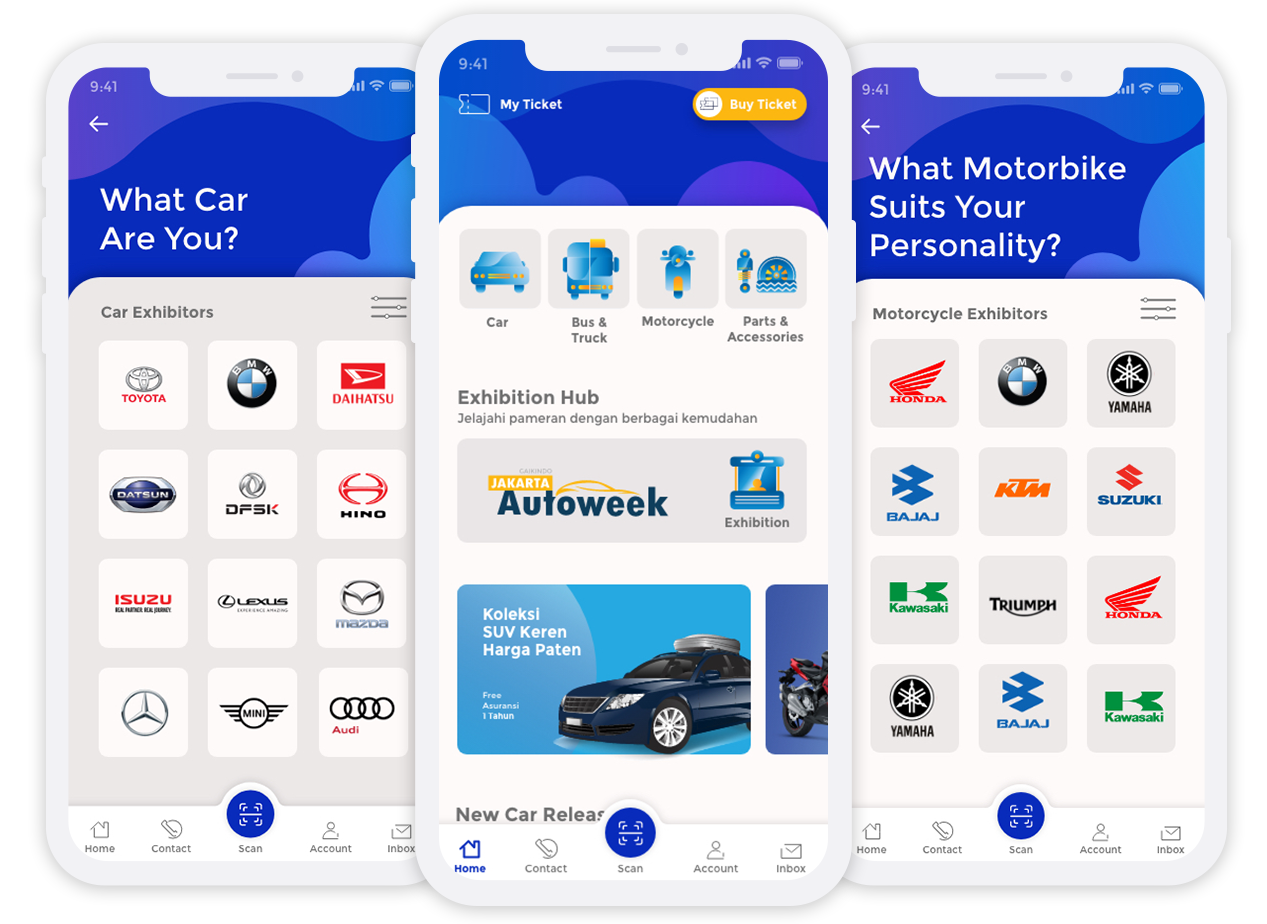 9:41
What Car
Are You?
Car Exhibitors
TOYOTA
BMW
DAIHATSU
DATSUN
DFSK
HINO
ISUZU
REAL PARTNER. REAL JOURNEY.
LEXUS
EXPERIENCE AMAZING
mazda
MINI
Audi
Home
Contact
Scan
Account
Inbox
9:41
My Ticket
Buy Ticket
Car
Bus &
Truck
Motorcycle
Parts &
Accessories
Exhibition Hub
Jelajahi pameran dengan berbagai kemudahan
GAIKINDO
JAKARTA
Autoweek
Exhibition
Koleksi
SUV Keren
Harga Paten
Free
Asuransi
1 Tahun
New Car Releas
Home
Contact
Scan
Account
Inbox
9:41
What Motorbike
Suits Your
Personality?
Motorcycle Exhibitors
HONDA
BMW
YAMAHA
BAJAJ
KTM
SUZUKI
Kawasaki
TRIUMPH
HONDA
YAMAHA
BAJAJ
Kawasaki
Home
Contact
Scan
Account
Inbox